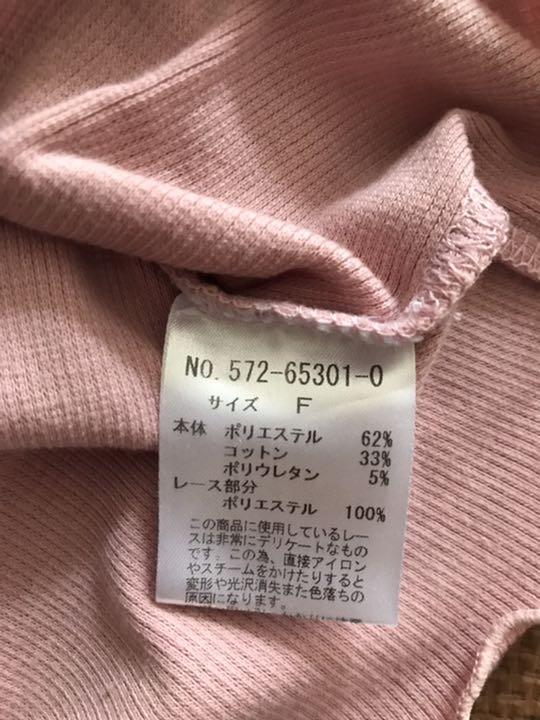 NO. 572-65301-0
サイズ F
本体 ポリエステル 62%
コットン 33%
ポリウレタン 5%
レース部分
ポリエステル 100%
この商品に使用しているレー
スは非常にデリケートなもの
です。この為、直接アイロン
やスチームをかけたりすると
変形や光沢消失また色落ちの
原因になります。